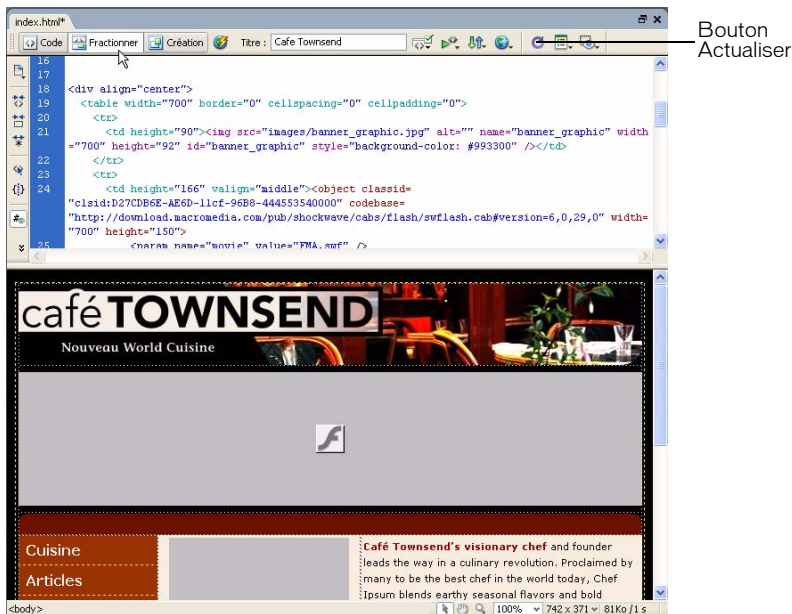 index.html*
Code Fractionner Création Titre : Cafe Townsend
Bouton
Actualiser
16
17
18 <div align="center">
19 <table width="700" border="0" cellspacing="0" cellpadding="0">
20 <tr>
21 <td height="90"><img src="images/banner_graphic.jpg" alt="" name="banner_graphic" width
="700" height="92" id="banner_graphic" style="background-color: #993300" /></td>
22 </tr>
23 <tr>
24 <td height="166" valign="middle"><object classid=
"clsid:D27CDB6E-AE6D-11cf-96B8-444553540000" codebase=
"http://download.macromedia.com/pub/shockwave/cabs/flash/swflash.cab#version=6,0,29,0" width=
"700" height="150">
25 <param name="movie" value="FMA.swf" />
café TOWNSEND
Nouveau World Cuisine
Cuisine
Articles
Café Townsend's visionary chef and founder
leads the way in a culinary revolution. Proclaimed by
many to be the best chef in the world today, Chef
Ipsum blends earthy seasonal flavors and bold
<body> 100% 742 x 371 81Ko / 1 s